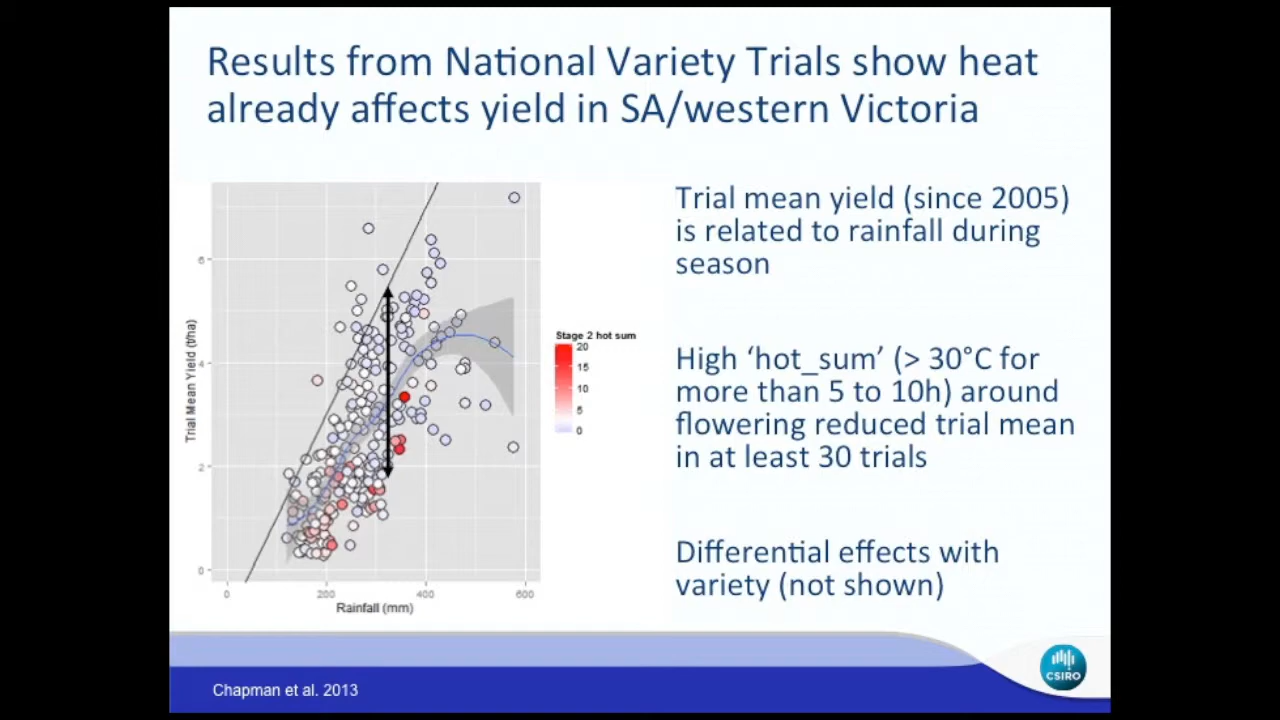 Results from National Variety Trials show heat
already affects yield in SA/western Victoria
Trial mean yield (since 2005)
is related to rainfall during
season
High ‘hot_sum’ (> 30°C for
more than 5 to 10h) around
flowering reduced trial mean
in at least 30 trials
Differential effects with
variety (not shown)
Trial Mean Yield (t/ha)
6
4
2
0
0
200
400
600
Rainfall (mm)
Stage 2 hot sum
20
15
10
5
0
Chapman et al. 2013
CSIRO